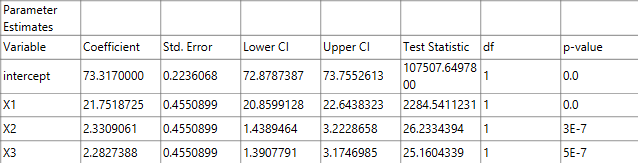 Parameter
Estimates
Variable Coefficient Std. Error Lower CI Upper CI Test Statistic df p-value
intercept 73.3170000 0.2236068 72.8787387 73.7552613 107507.64978
00 1 0.0
X1 21.7518725 0.4550899 20.8599128 22.6438323 2284.5411231 1 0.0
X2 2.3309061 0.4550899 1.4389464 3.2228658 26.2334394 1 3E-7
X3 2.2827388 0.4550899 1.3907791 3.1746985 25.1604339 1 5E-7